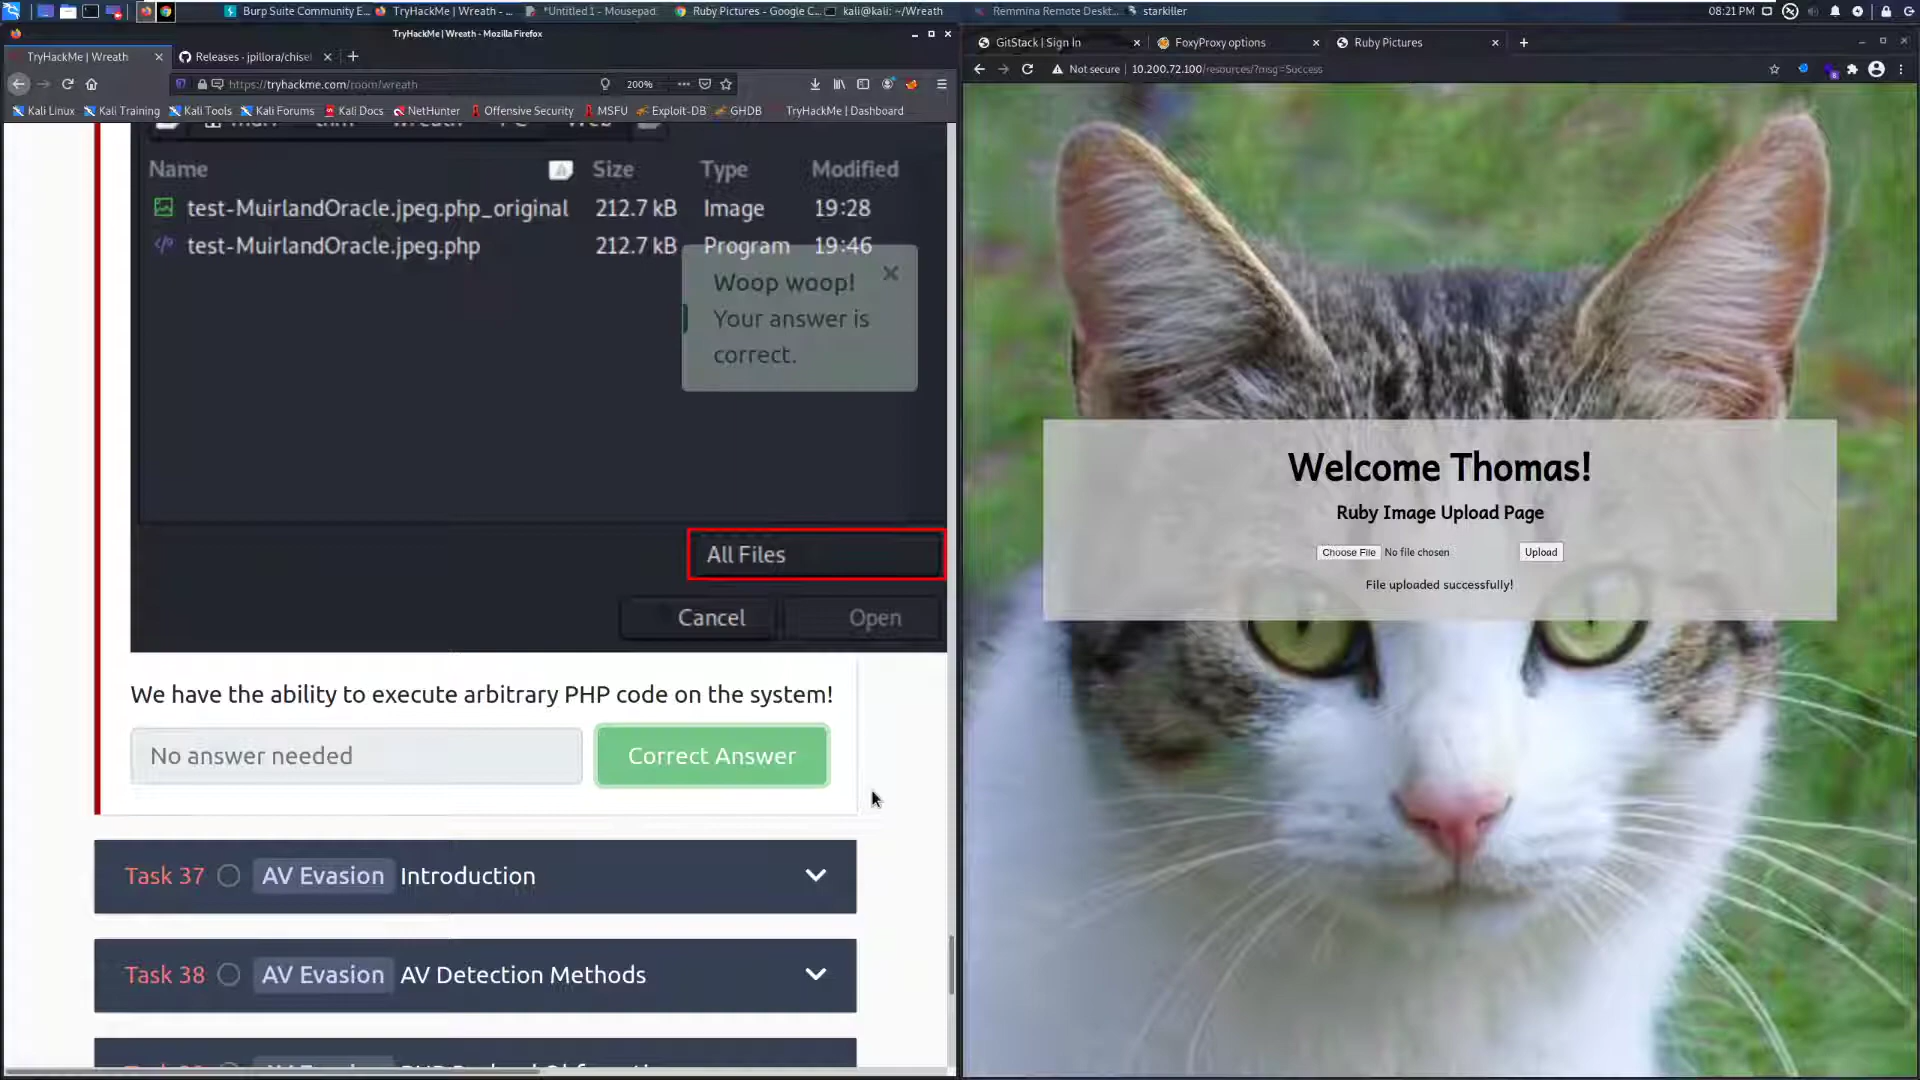 Burp Suite Community E...
TryHackMe | Wreath - ...
*Untitled 1 - Mousepad
Ruby Pictures - Google C...
kali@kali: ~/Wreath
Remmina Remote Deskt...
starkiller
08:21 PM
TryHackMe | Wreath - Mozilla Firefox
TryHackMe | Wreath
Releases - jpillora/chisel
GitStack | Sign In
FoxyProxy options
Ruby Pictures
https://tryhackme.com/room/wreath
200%
Not secure
10.200.72.100/resources/?msg=Success
Kali Linux
Kali Training
Kali Tools
Kali Forums
Kali Docs
NetHunter
Offensive Security
MSFU
Exploit-DB
GHDB
TryHackMe | Dashboard
Name
Size
Type
Modified
test-MuirlandOracle.jpeg.php_original
212.7 kB
Image
19:28
test-MuirlandOracle.jpeg.php
212.7 kB
Program
19:46
Woop woop!
Your answer is
correct.
All Files
Cancel
Open
We have the ability to execute arbitrary PHP code on the system!
No answer needed
Correct Answer
Task 37
AV Evasion
Introduction
Task 38
AV Evasion
AV Detection Methods
Welcome Thomas!
Ruby Image Upload Page
Choose File
No file chosen
Upload
File uploaded successfully!